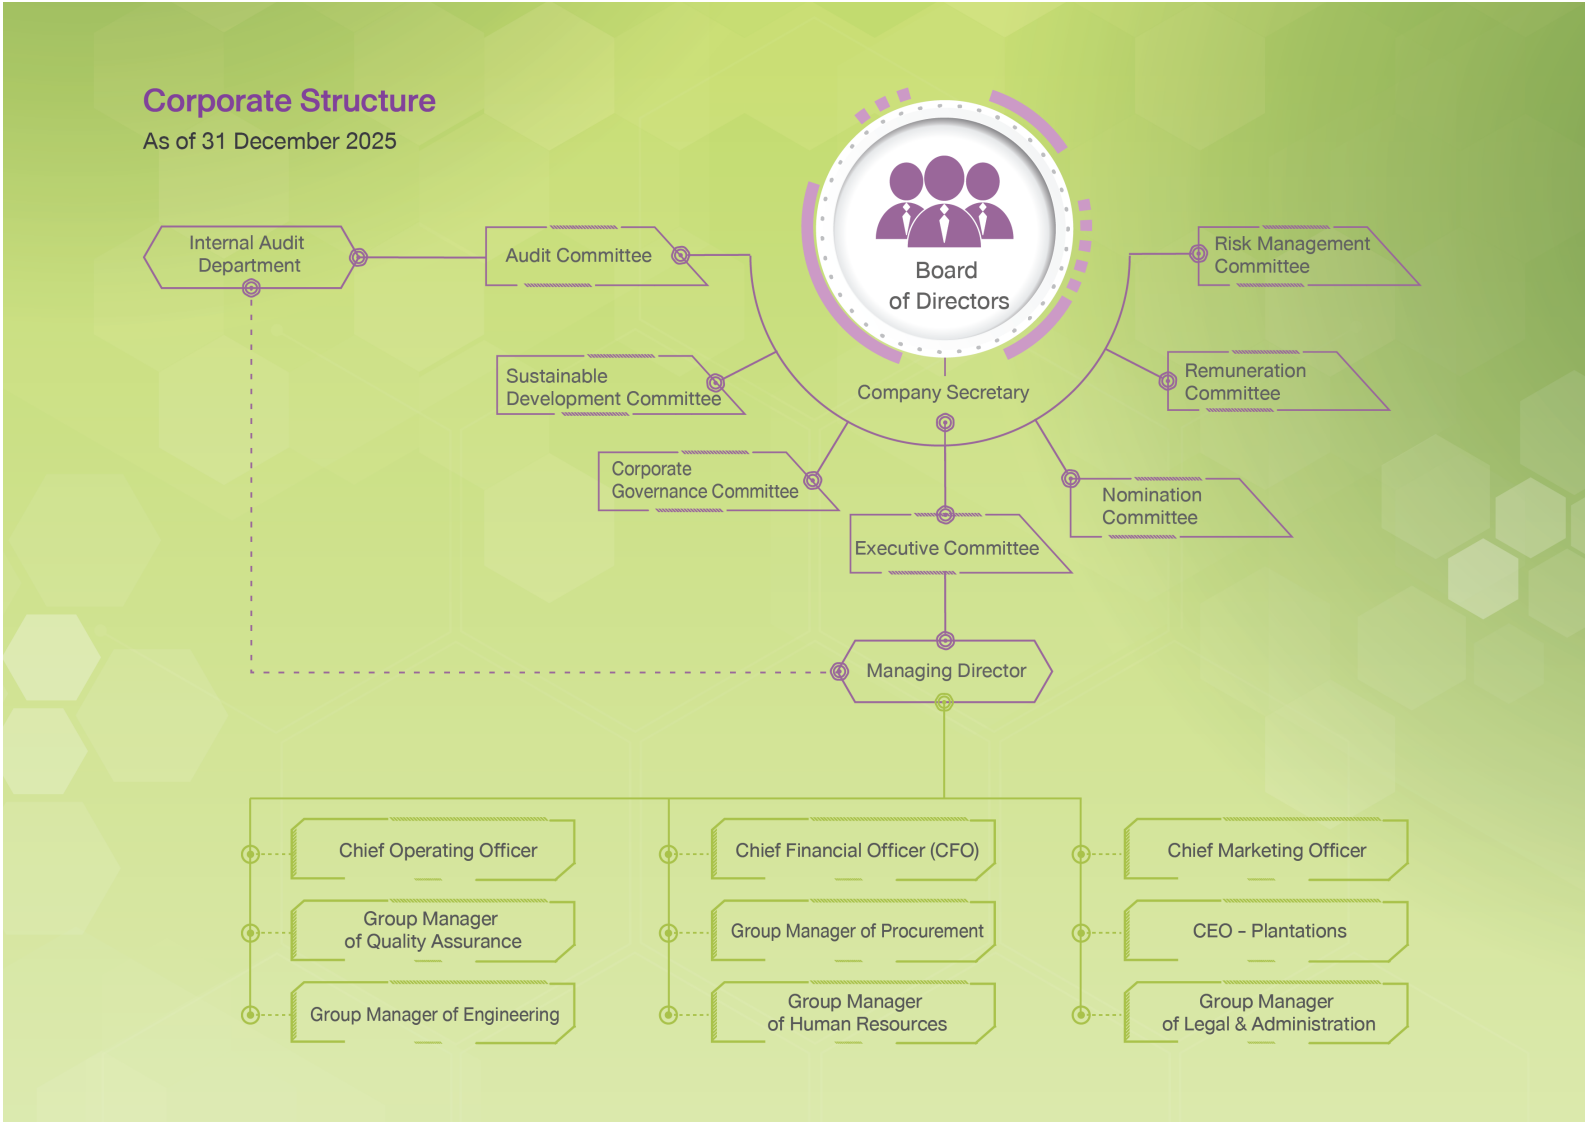 Corporate Structure
As of 31 December 2025
Board
of Directors
Company Secretary
Internal Audit
Department
Audit Committee
Risk Management
Committee
Sustainable
Development Committee
Remuneration
Committee
Corporate
Governance Committee
Nomination
Committee
Executive Committee
Managing Director
Chief Operating Officer
Chief Financial Officer (CFO)
Chief Marketing Officer
Group Manager
of Quality Assurance
Group Manager of Procurement
CEO - Plantations
Group Manager of Engineering
Group Manager
of Human Resources
Group Manager
of Legal & Administration